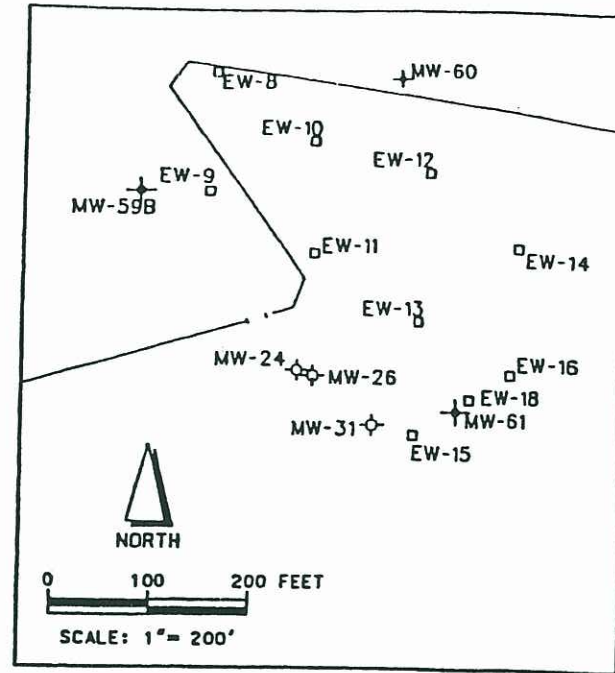 MW-60
EW-8
EW-10
EW-12
EW-9
MW-59B
EW-11
EW-14
EW-13
MW-24
MW-26
EW-16
EW-18
MW-31
MW-61
EW-15
NORTH
0 100 200 FEET
SCALE: 1"= 200'